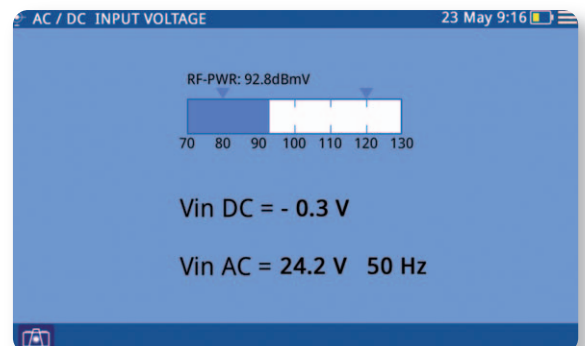 AC / DC INPUT VOLTAGE 23 May 9:16
RF-PWR: 92.8dBmV
70 80 90 100 110 120 130
Vin DC = - 0.3 V
Vin AC = 24.2 V 50 Hz